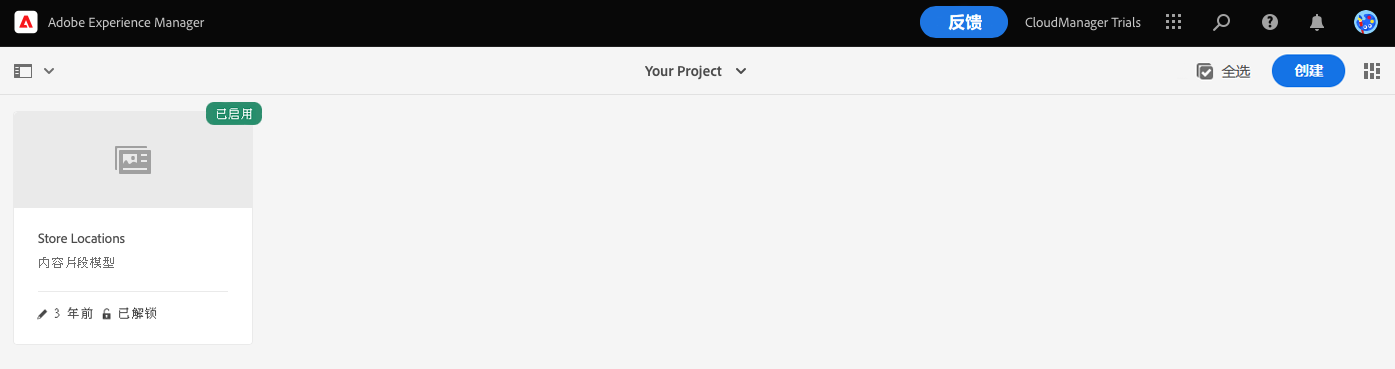 Adobe Experience Manager
反馈
CloudManager Trials
Your Project
全选
创建
已启用
Store Locations
内容片段模型
3 年前 已解锁